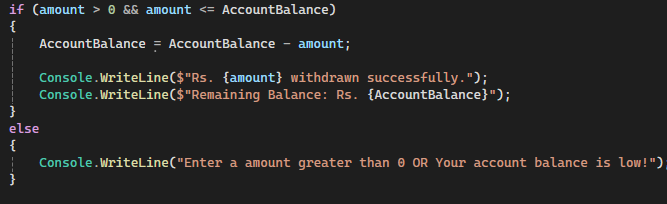 if (amount > 0 && amount <= AccountBalance)
{
AccountBalance = AccountBalance - amount;
Console.WriteLine($"Rs. {amount} withdrawn successfully.");
Console.WriteLine($"Remaining Balance: Rs. {AccountBalance}");
}
else
{
Console.WriteLine("Enter a amount greater than 0 OR Your account balance is low!");
}